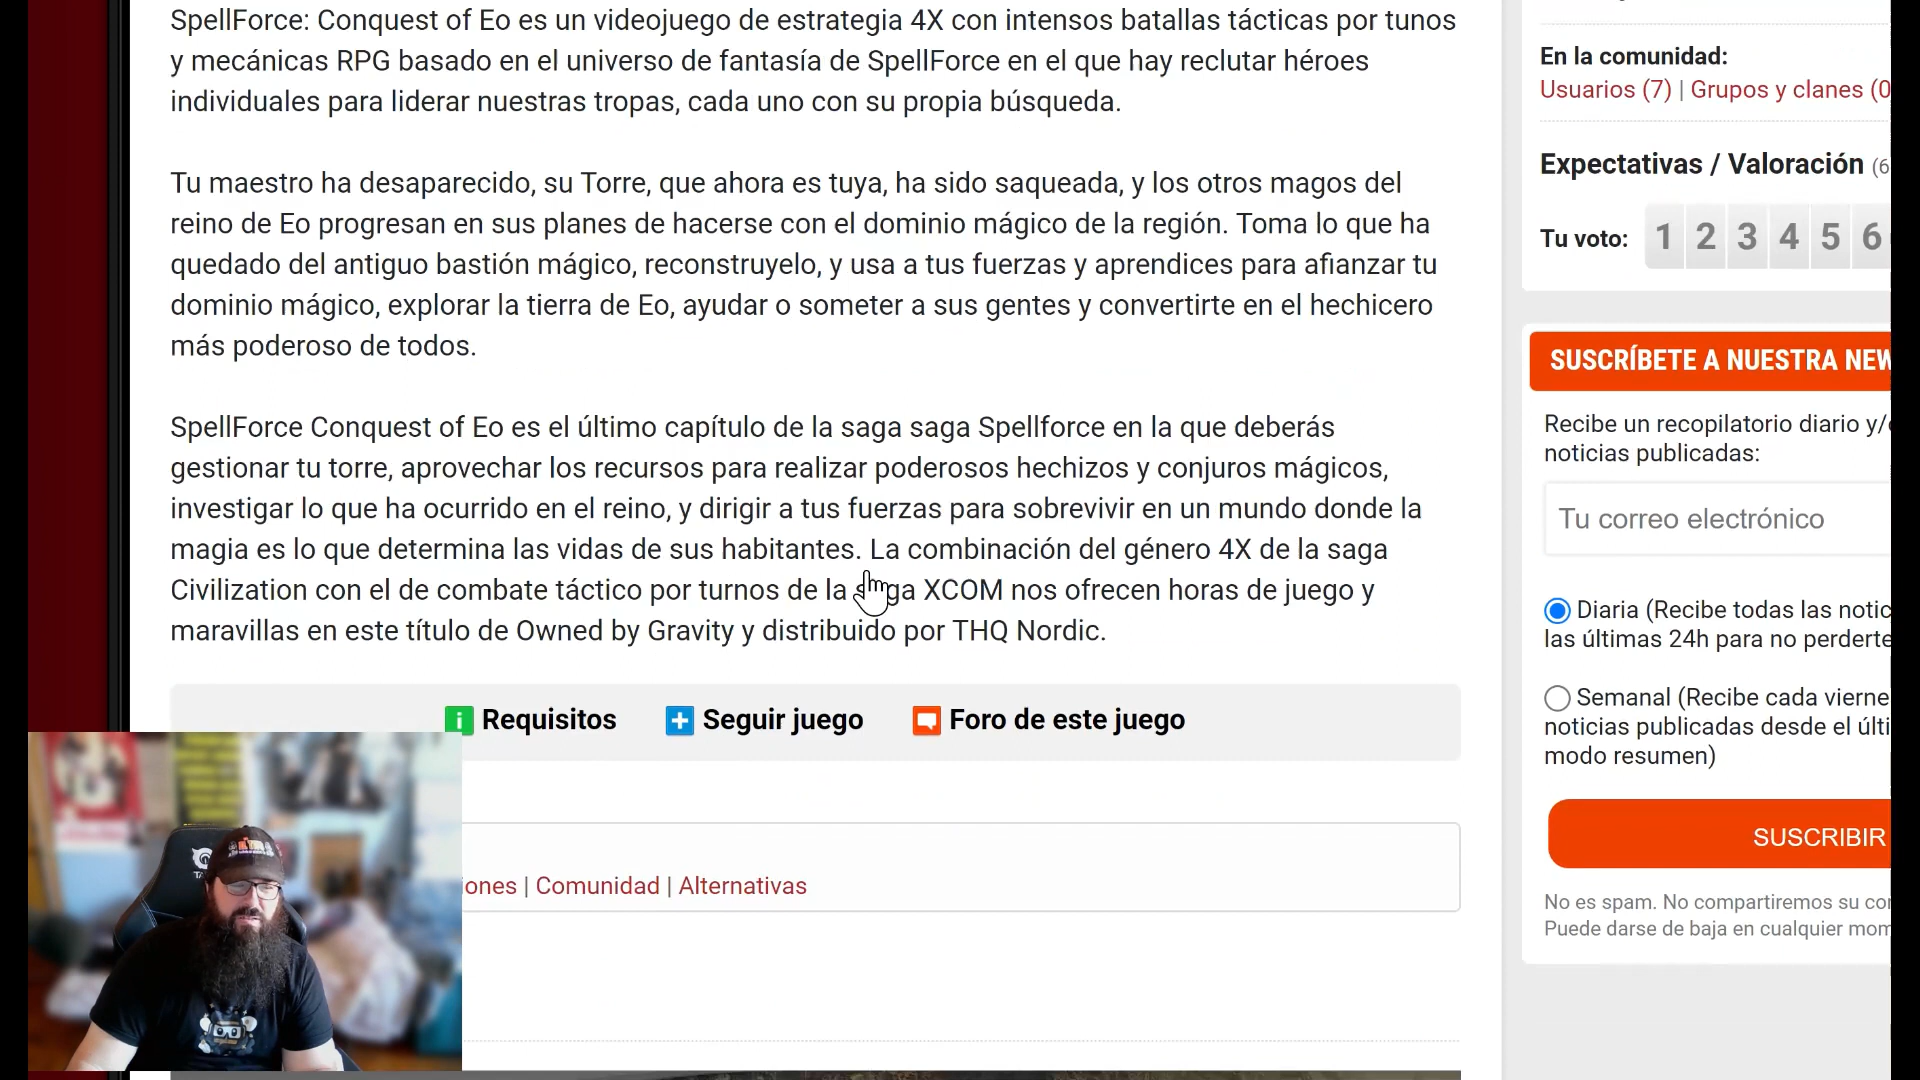 SpellForce: Conquest of Eo es un videojuego de estrategia 4X con intensos batallas tácticas por tunos
y mecánicas RPG basado en el universo de fantasía de SpellForce en el que hay reclutar héroes
individuales para liderar nuestras tropas, cada uno con su propia búsqueda.
Tu maestro ha desaparecido, su Torre, que ahora es tuya, ha sido saqueada, y los otros magos del
reino de Eo progresan en sus planes de hacerse con el dominio mágico de la región. Toma lo que ha
quedado del antiguo bastión mágico, reconstruyelo, y usa a tus fuerzas y aprendices para afianzar tu
dominio mágico, explorar la tierra de Eo, ayudar o someter a sus gentes y convertirte en el hechicero
más poderoso de todos.
SpellForce Conquest of Eo es el último capítulo de la saga saga Spellforce en la que deberás
gestionar tu torre, aprovechar los recursos para realizar poderosos hechizos y conjuros mágicos,
investigar lo que ha ocurrido en el reino, y dirigir a tus fuerzas para sobrevivir en un mundo donde la
magia es lo que determina las vidas de sus habitantes. La combinación del género 4X de la saga
Civilization con el de combate táctico por turnos de la saga XCOM nos ofrecen horas de juego y
maravillas en este título de Owned by Gravity y distribuido por THQ Nordic.
Requisitos Seguir juego Foro de este juego
iones | Comunidad | Alternativas
En la comunidad:
Usuarios (7) | Grupos y clanes (0
Expectativas / Valoración (6
Tu voto: 1 2 3 4 5 6
SUSCRÍBETE A NUESTRA NEW
Recibe un recopilatorio diario y/
noticias publicadas:
Tu correo electrónico
Diaria (Recibe todas las notic
las últimas 24h para no perderte
Semanal (Recibe cada vierne
noticias publicadas desde el últi
modo resumen)
SUSCRIBIR
No es spam. No compartiremos su cor
Puede darse de baja en cualquier mom